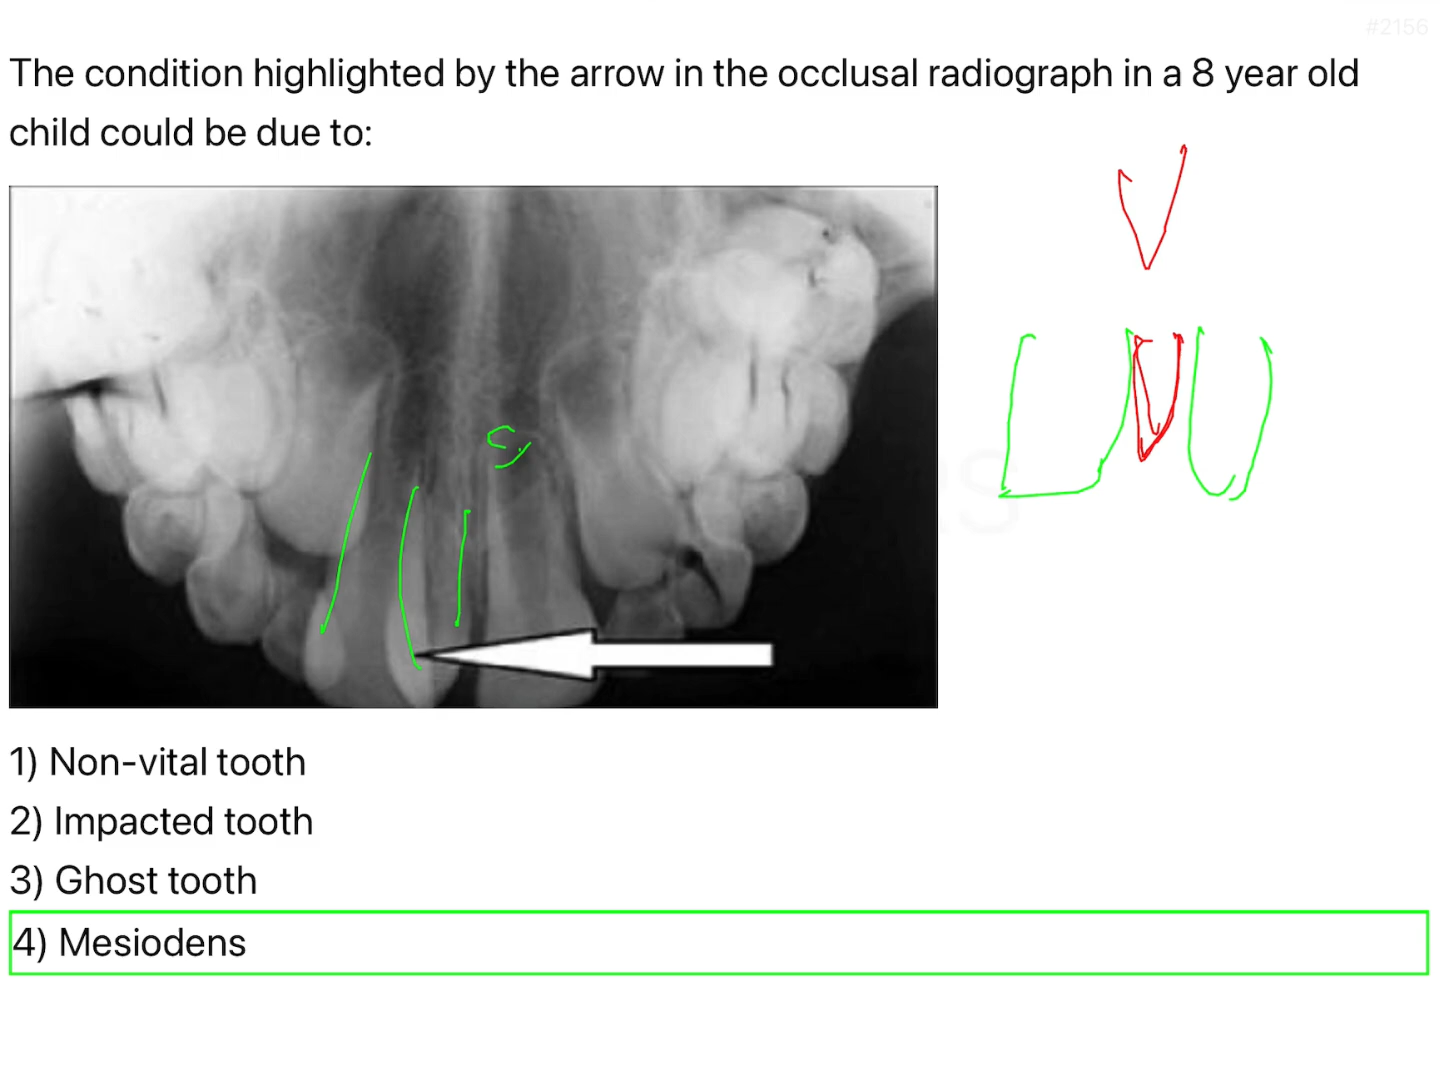 #2156
The condition highlighted by the arrow in the occlusal radiograph in a 8 year old
child could be due to:
1) Non-vital tooth
2) Impacted tooth
3) Ghost tooth
4) Mesiodens